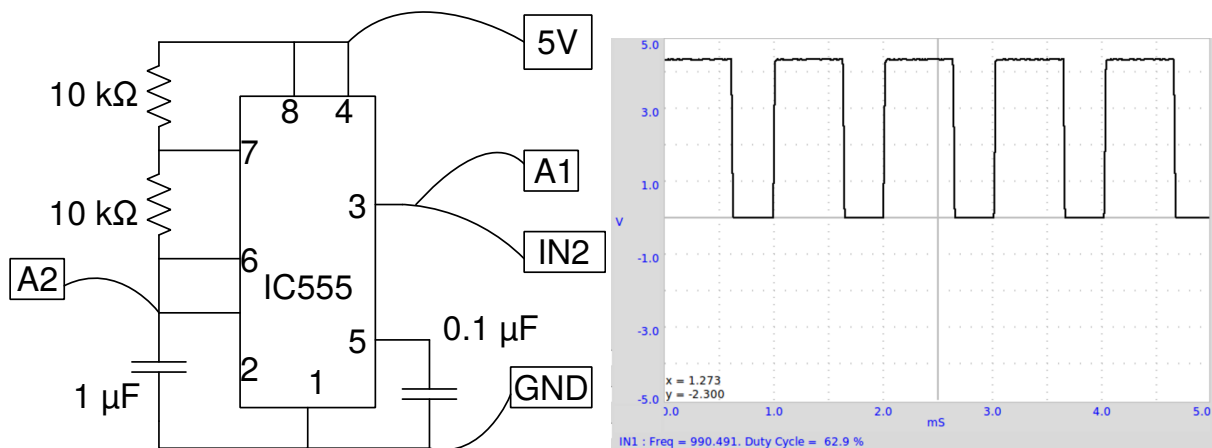 5V
10 kΩ
8 4
7
A1
10 kΩ
3
6
A2
IC555
IN2
5
0.1 µF
2
1
1 µF
GND
5.0
3.0
1.0
V
-1.0
-3.0
-5.0
x = 1.273
y = -2.300
0.0 1.0 2.0 3.0 4.0 5.0
mS
IN1 : Freq = 990.491. Duty Cycle = 62.9 %